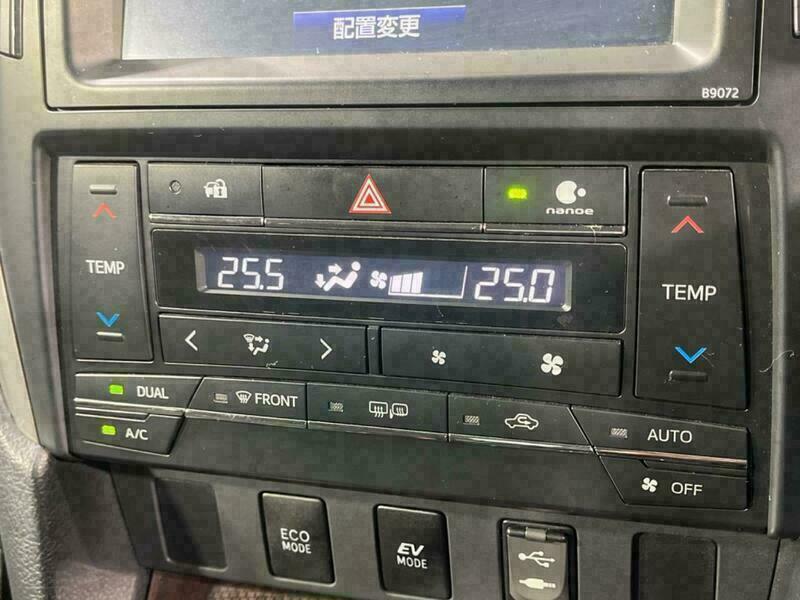 配置変更
B9072
nanoe
TEMP
25.5
25.0
TEMP
DUAL
FRONT
A/C
AUTO
OFF
ECO
MODE
EV
MODE